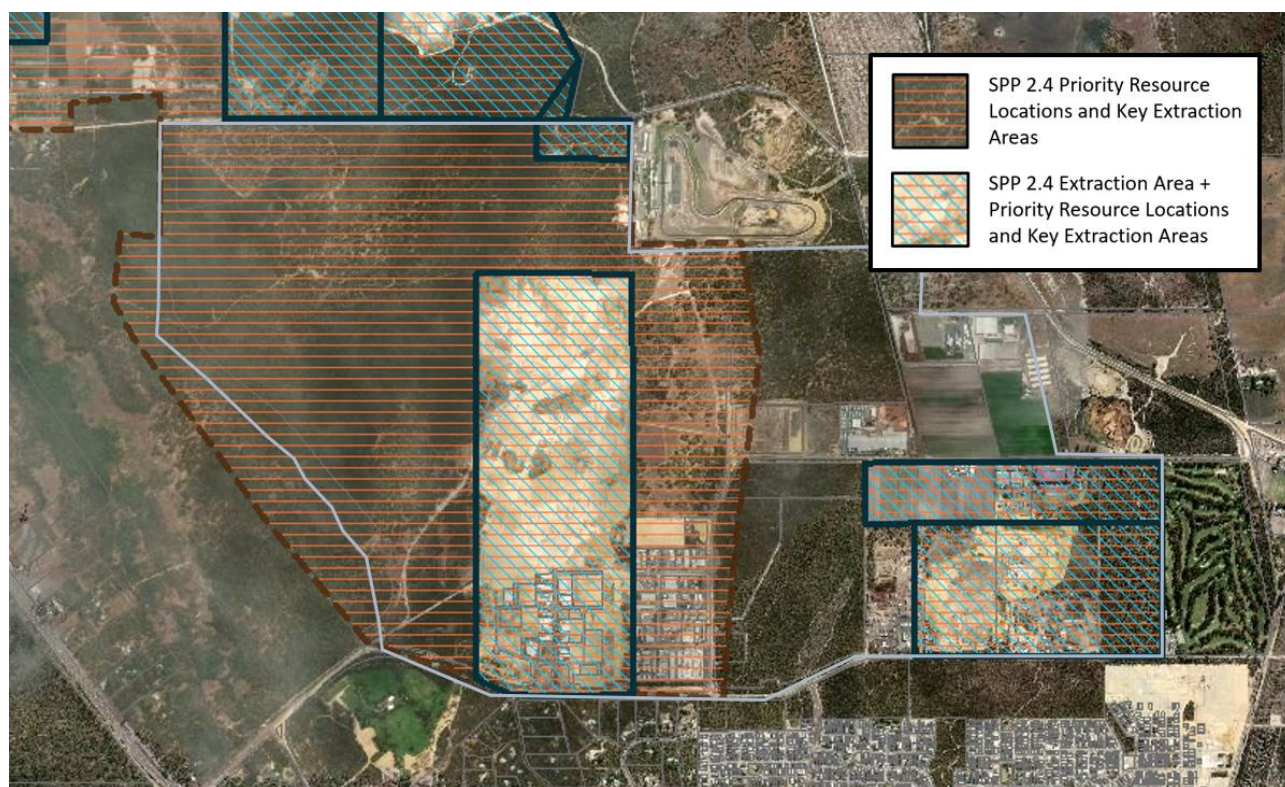 SPP 2.4 Priority Resource
Locations and Key Extraction
Areas
SPP 2.4 Extraction Area +
Priority Resource Locations
and Key Extraction Areas